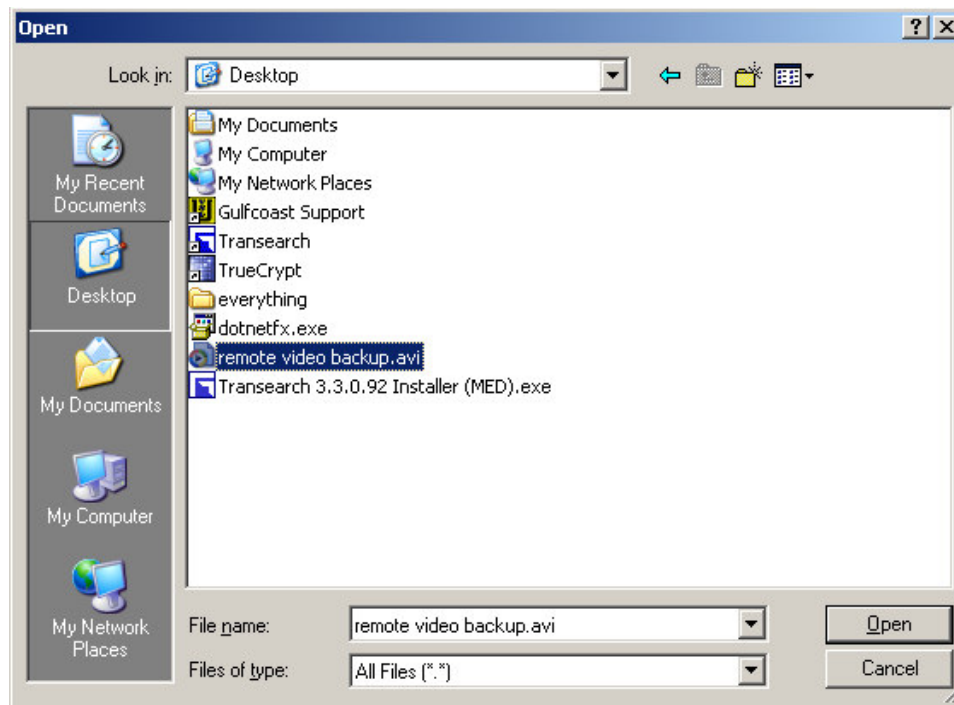 Open
Look in:
Desktop
My Recent
Documents
Desktop
My Documents
My Computer
My Network
Places
My Documents
My Computer
My Network Places
Gulfcoast Support
Transearch
TrueCrypt
everything
dotnetfx.exe
remote video backup.avi
Transearch 3.3.0.92 Installer (MED).exe
File name:
remote video backup.avi
Open
Files of type:
All Files (*.*)
Cancel